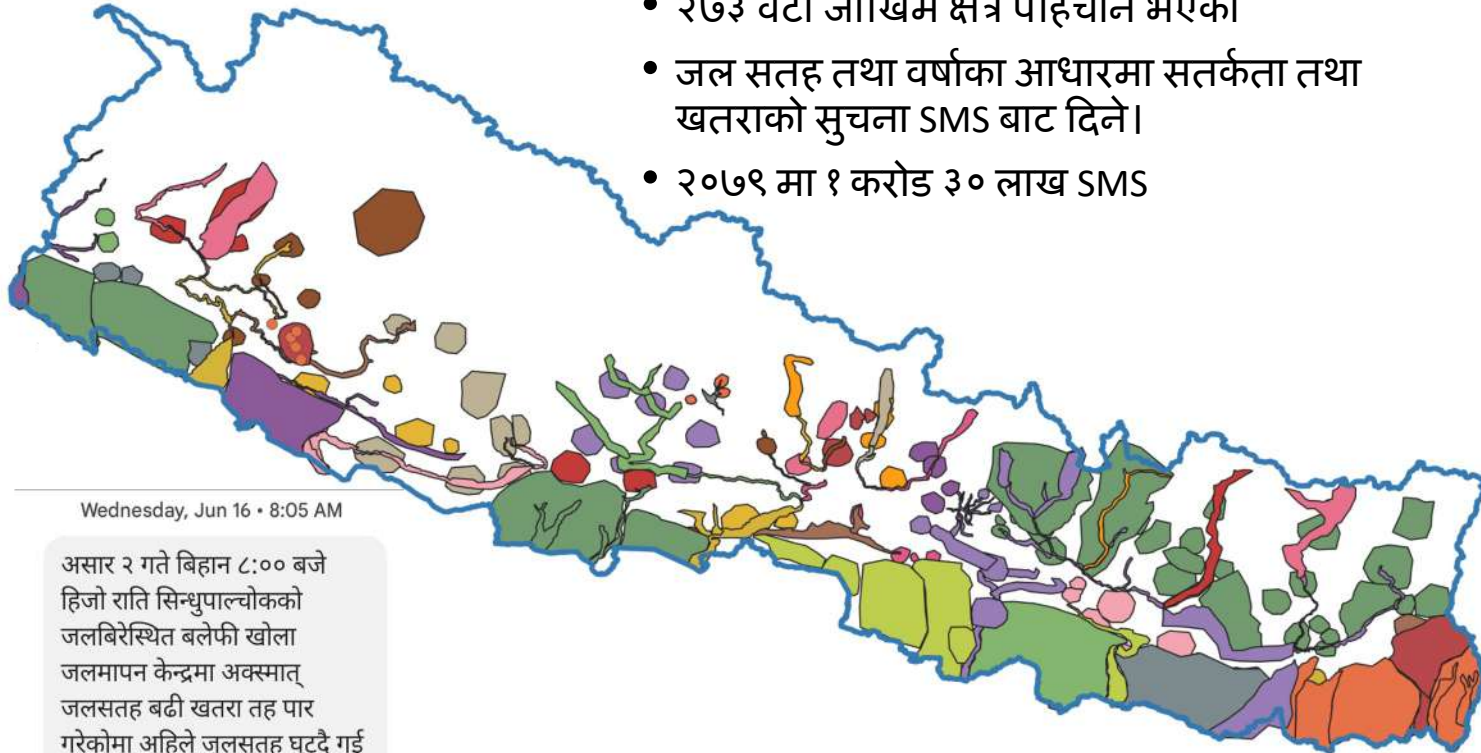 • २७३ वटा जोखिम क्षेत्र पहिचान भएको
• जल सतह तथा वर्षाका आधारमा सतर्कता तथा
खतराको सुचना SMS बाट दिने।
• २०७९ मा १ करोड ३० लाख SMS
Wednesday, Jun 16 • 8:05 AM
असार २ गते बिहान ८:०० बजे
हिजो राति सिन्धुपाल्चोकको
जलबिरेस्थित बलेफी खोला
जलमापन केन्द्रमा अक्स्मात्
जलसतह बढी खतरा तह पार
गरेकोमा अहिले जलसतह घट्दै गई